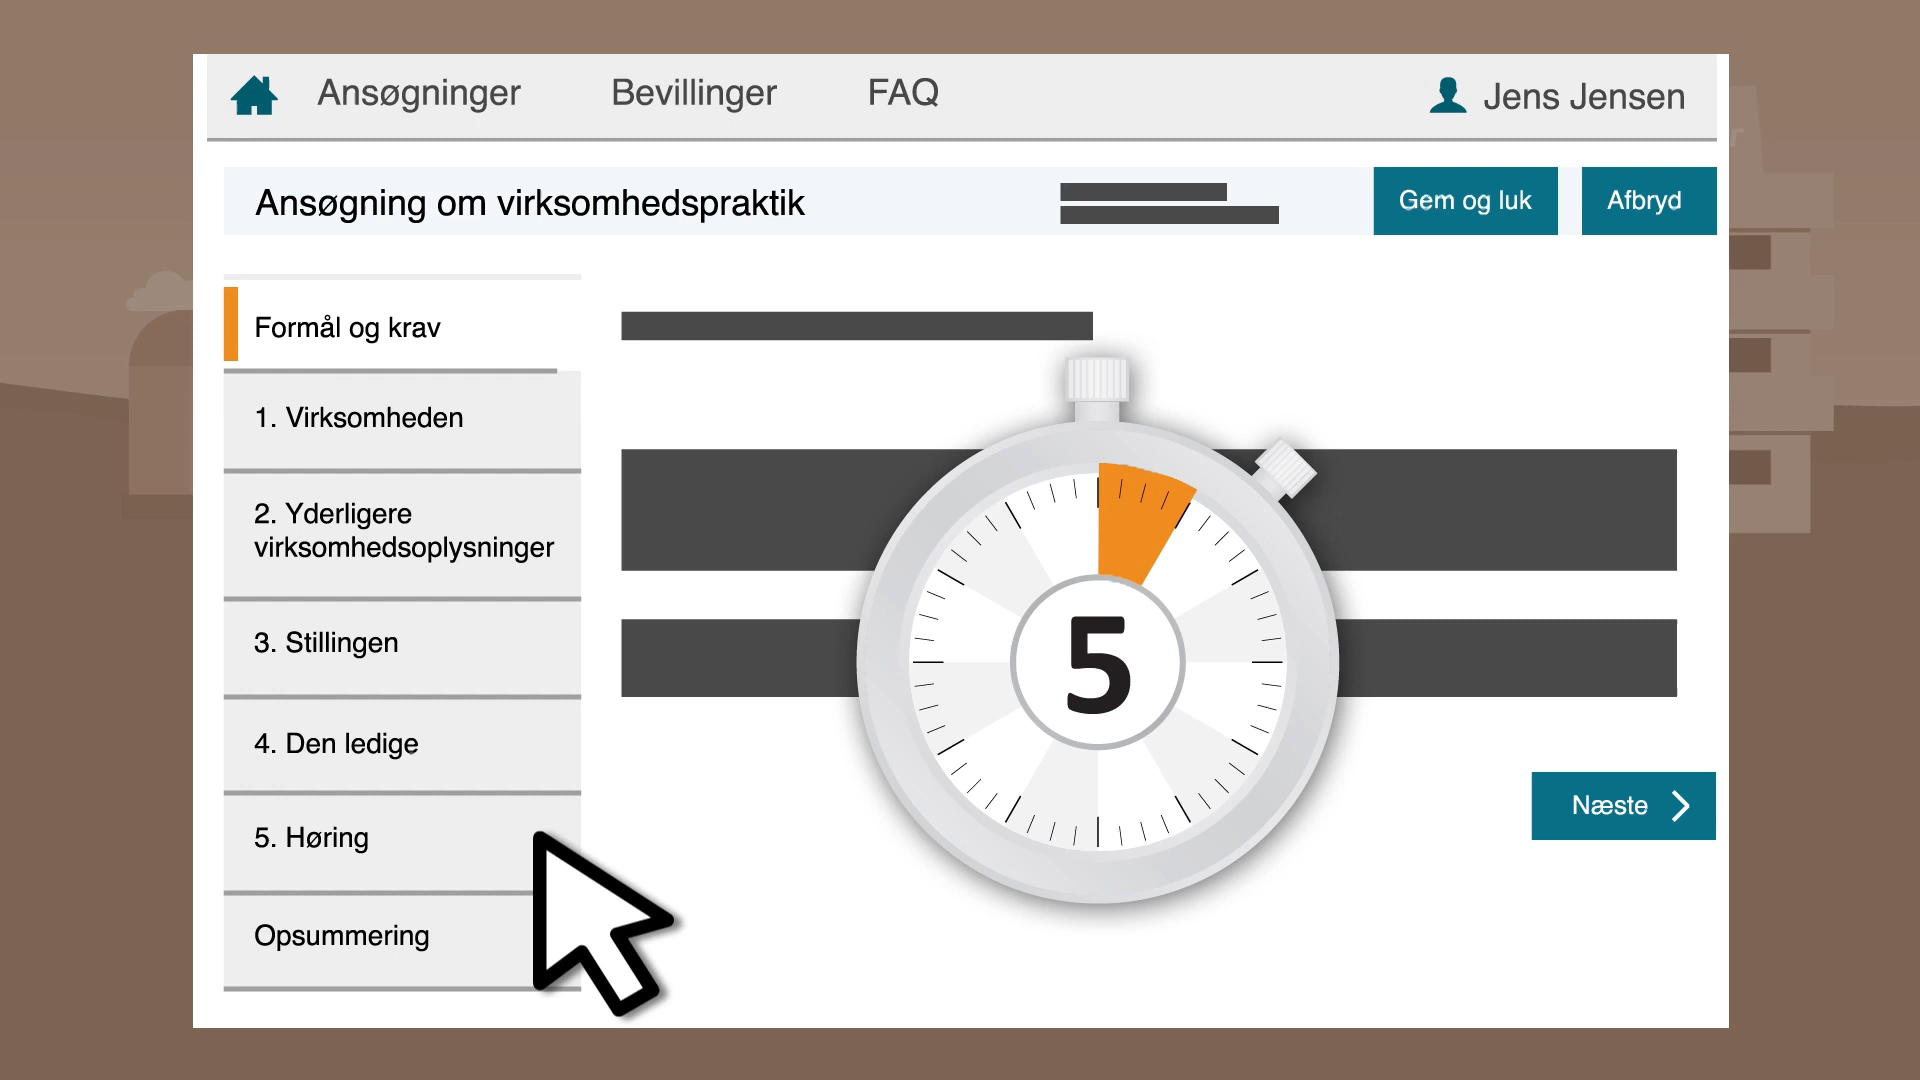 Ansøgninger Bevillinger FAQ Jens Jensen
Ansøgning om virksomhedspraktik Gem og luk Afbryd
Formål og krav
1. Virksomheden
2. Yderligere
virksomhedsoplysninger
3. Stillingen
4. Den ledige
5. Høring
Opsummering
5
Næste